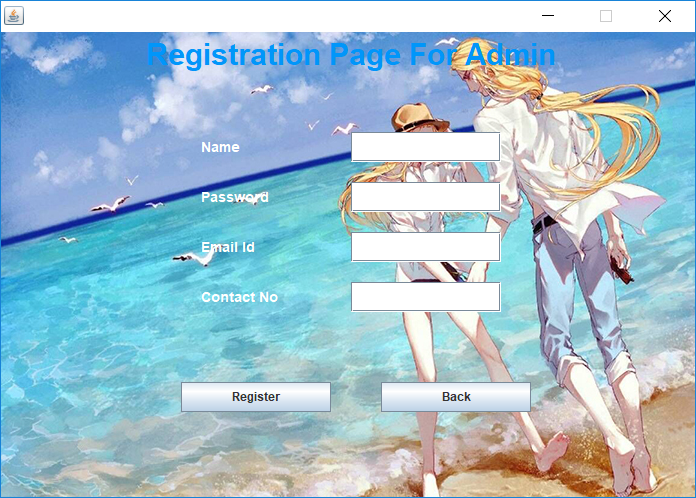 Registration Page For Admin
Name
Password
Email Id
Contact No
Register Back